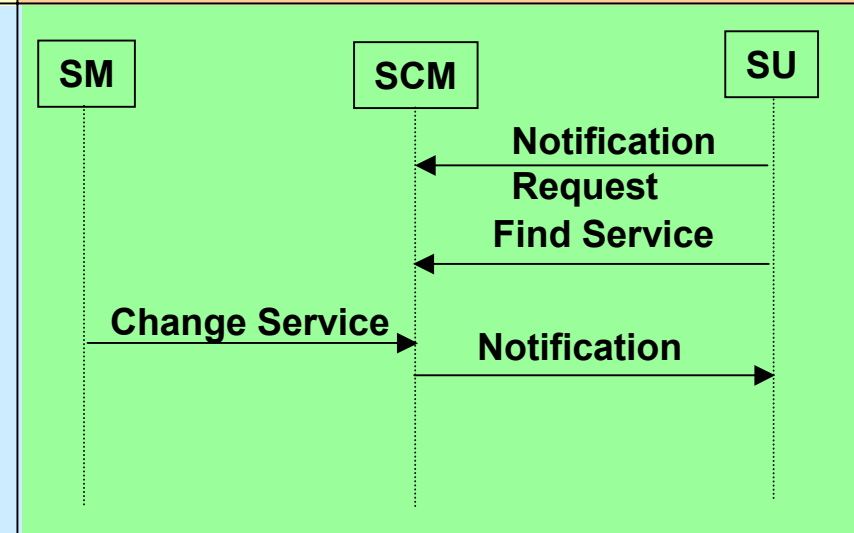 SM
SCM
SU
Notification
Request
Find Service
Change Service
Notification